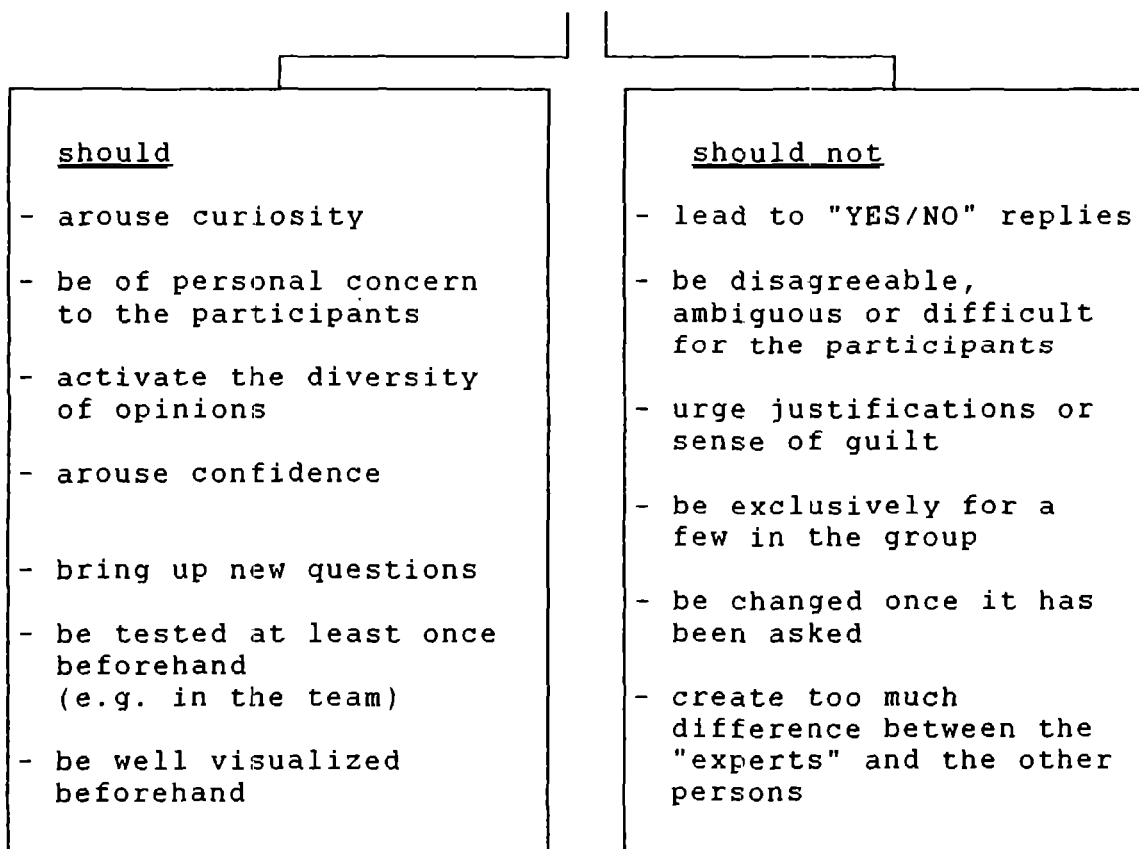 should
- arouse curiosity
- be of personal concern
to the participants
- activate the diversity
of opinions
- arouse confidence
- bring up new questions
- be tested at least once
beforehand
(e.g. in the team)
- be well visualized
beforehand
should not
- lead to "YES/NO" replies
- be disagreeable,
ambiguous or difficult
for the participants
- urge justifications or
sense of guilt
- be exclusively for a
few in the group
- be changed once it has
been asked
- create too much
difference between the
"experts" and the other
persons